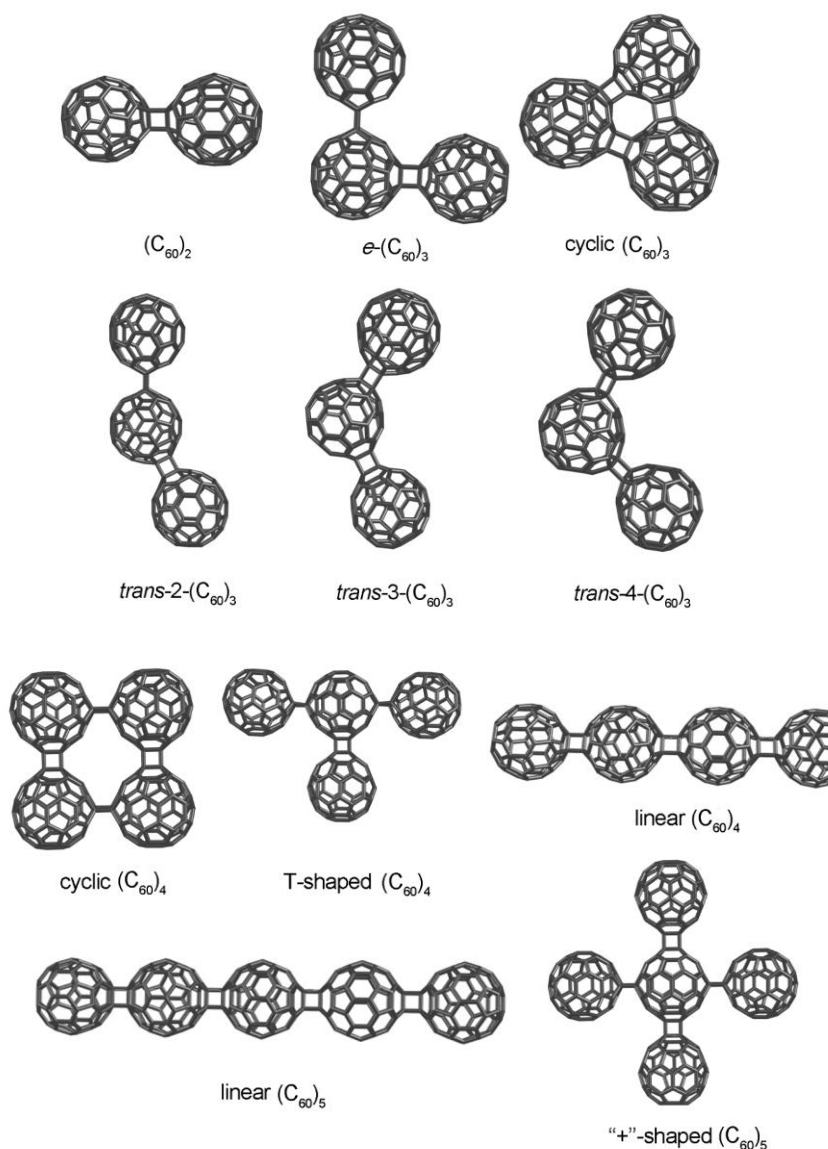 (C₆₀)₂
e-(C₆₀)₃
cyclic (C₆₀)₃
trans-2-(C₆₀)₃
trans-3-(C₆₀)₃
trans-4-(C₆₀)₃
cyclic (C₆₀)₄
T-shaped (C₆₀)₄
linear (C₆₀)₄
linear (C₆₀)₅
“+”-shaped (C₆₀)₅